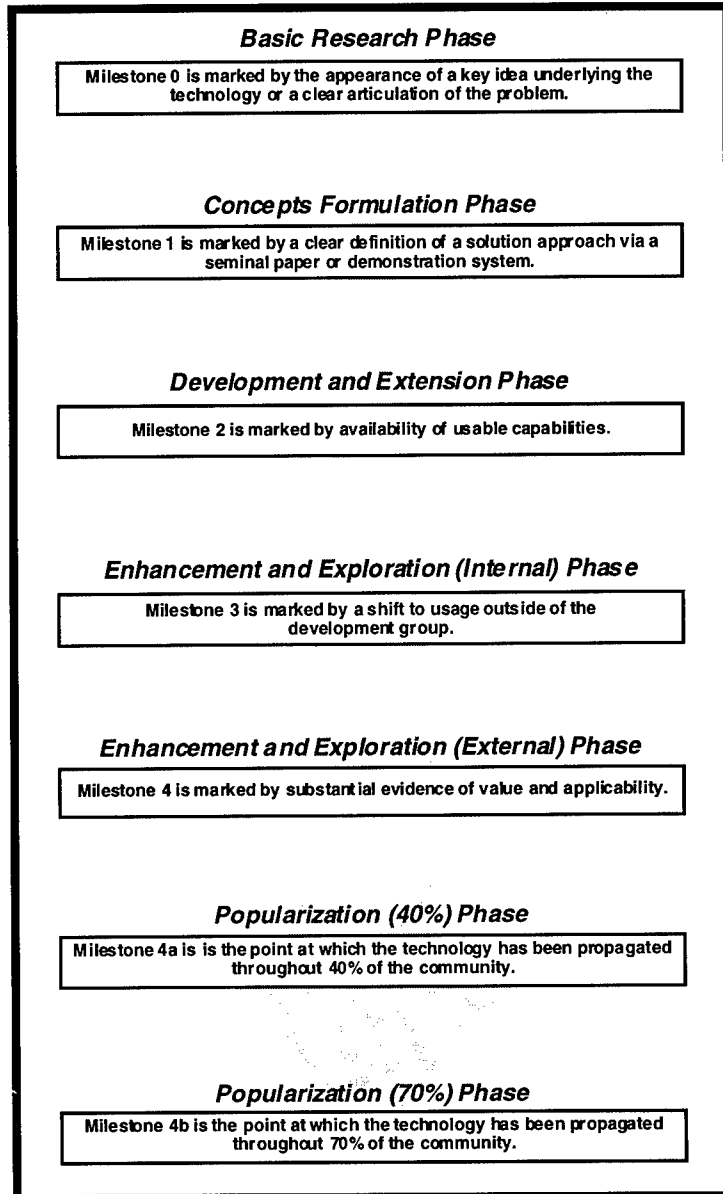 Basic Research Phase
Milestone 0 is marked by the appearance of a key idea underlying the
technology or a clear articulation of the problem.
Concepts Formulation Phase
Milestone 1 is marked by a clear definition of a solution approach via a
seminal paper or demonstration system.
Development and Extension Phase
Milestone 2 is marked by availability of usable capabilities.
Enhancement and Exploration (Internal) Phase
Milestone 3 is marked by a shift to usage outside of the
development group.
Enhancement and Exploration (External) Phase
Milestone 4 is marked by substantial evidence of value and applicability.
Popularization (40%) Phase
Milestone 4a is is the point at which the technology has been propagated
throughout 40% of the community.
Popularization (70%) Phase
Milestone 4b is the point at which the technology has been propagated
throughout 70% of the community.